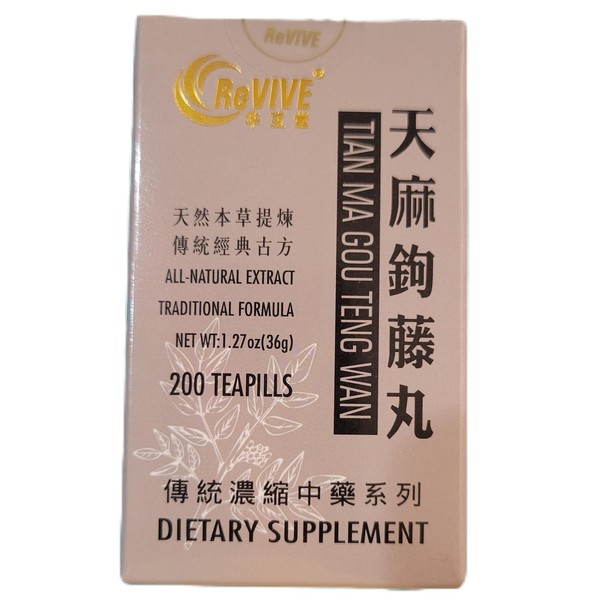 ReVIVE
ReVIVE®
天麻鉤藤丸
TIAN MA GOU TENG WAN
天然本草提煉
傳統經典古方
ALL-NATURAL EXTRACT
TRADITIONAL FORMULA
NET WT:1.27oz(36g)
200 TEAPILLS
傳統濃縮中藥系列
DIETARY SUPPLEMENT